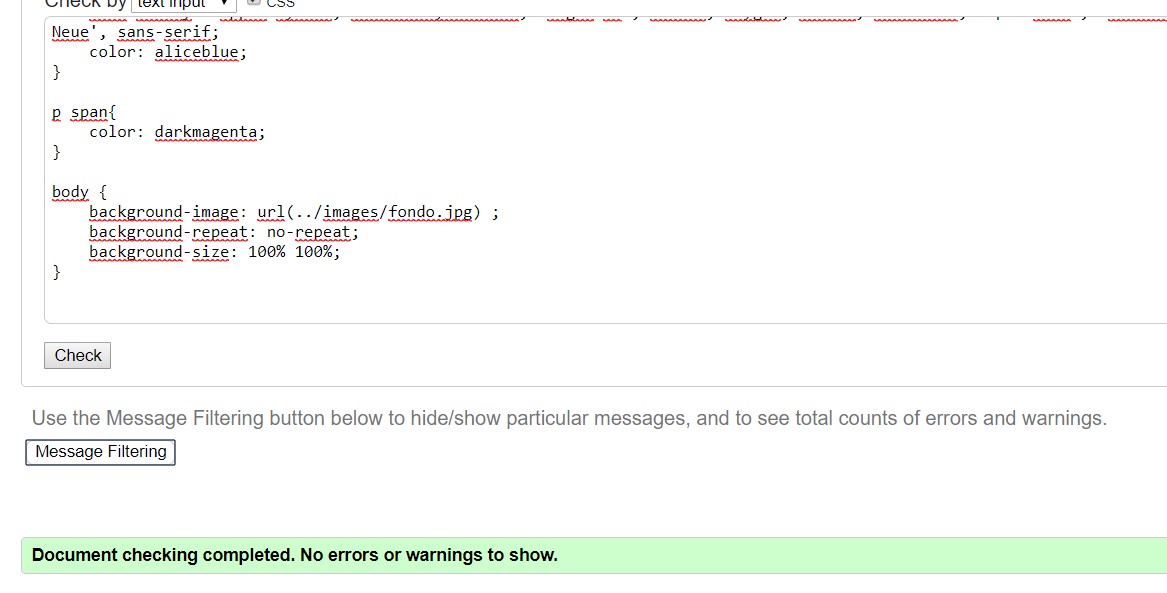 Check by text input CSS
Neue', sans-serif;
color: aliceblue;
}
p span{
color: darkmagenta;
}
body {
background-image: url(../images/fondo.jpg) ;
background-repeat: no-repeat;
background-size: 100% 100%;
}
Check
Use the Message Filtering button below to hide/show particular messages, and to see total counts of errors and warnings.
Message Filtering
Document checking completed. No errors or warnings to show.